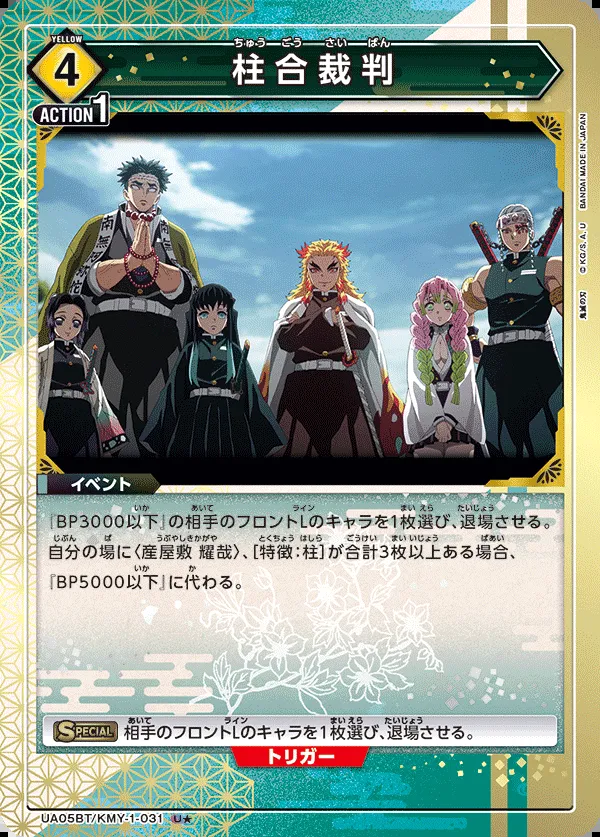 YELLOW
4
ACTION 1
ちゅう ごう さい ばん
柱合裁判
BANDAI MADE IN JAPAN
© KG/S, A, U
鬼滅の刃
南無阿弥陀佛
イベント
いか あいて ライン まい えら たいじょう
『BP3000以下』の相手のフロントLのキャラを1枚選び、退場させる。
じぶん ば うぶやしきかがや とくちょう はしら ごうけい まい いじょう ばあい
自分の場に〈産屋敷 耀哉〉、[特徴:柱]が合計3枚以上ある場合、
いか か
『BP5000以下』に代わる。
あいて ライン まい えら たいじょう
SPECIAL 相手のフロントLのキャラを1枚選び、退場させる。
トリガー
UA05BT/KMY-1-031 U★